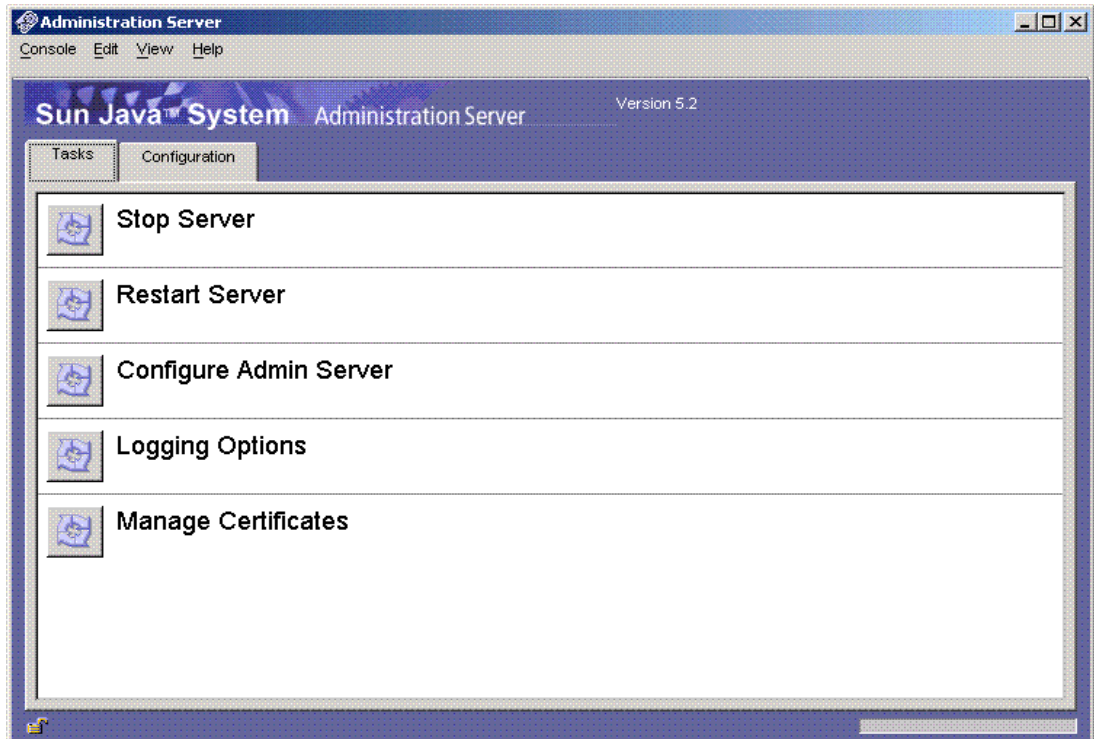 Administration Server
Console Edit View Help
Sun Java™ System Administration Server Version 5.2
Tasks Configuration
Stop Server
Restart Server
Configure Admin Server
Logging Options
Manage Certificates